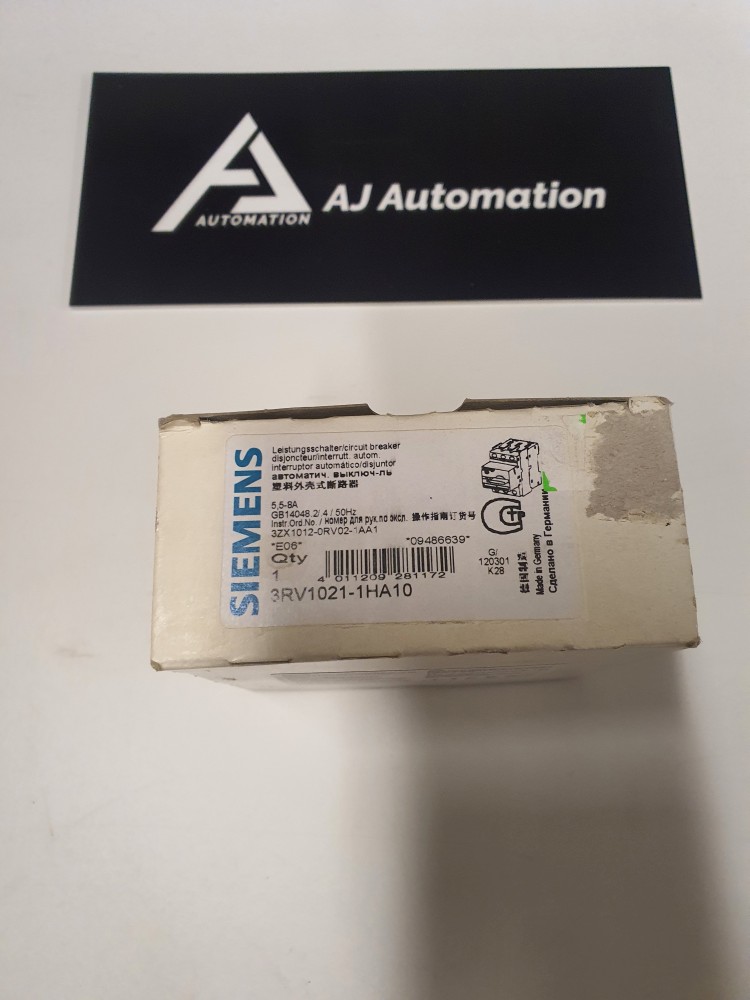 AUTOMATION
AJ Automation
SIEMENS
Leistungsschalter/circuit breaker
disjoncteur/interrutt. autom.
interruptor automático/disjuntor
автоматич. выключ-ль
塑料外壳式断路器
5,5-8A
GB14048.2/.4 / 50Hz
Instr.Ord.No. / номер для рук.по эксп. 操作指南订货号
3ZX1012-0RV02-1AA1
"E06" "09486639"
Qty
1
4 011209 281172
3RV1021-1HA10
G/
120301
K28
德国制造
Made in Germany
Сделано в Германии